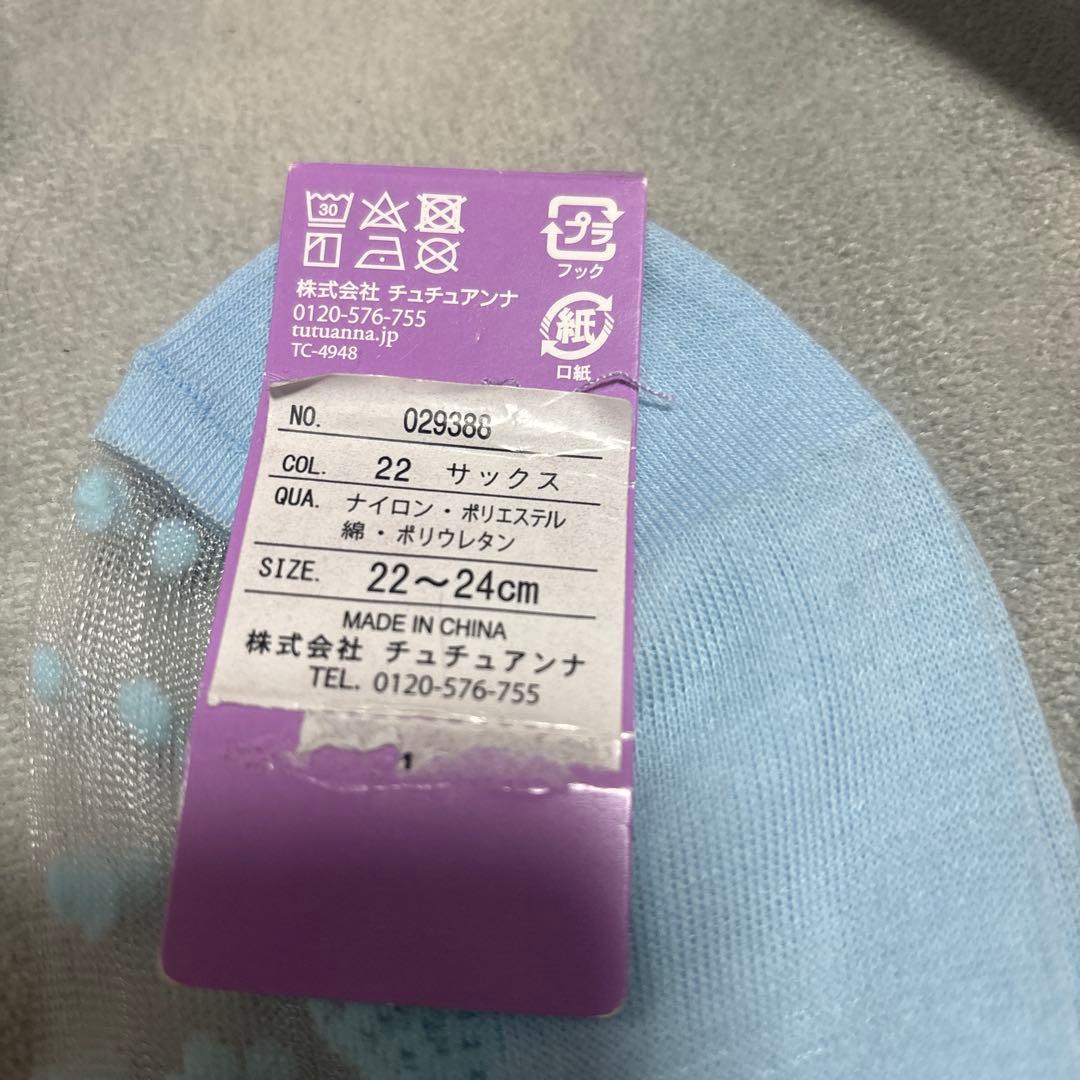 30
プラ
フック
株式会社 チュチュアンナ
0120-576-755
tutuanna.jp
TC-4948
紙
口紙
NO. 029388
COL. 22 サックス
QUA. ナイロン・ポリエステル
綿・ポリウレタン
SIZE. 22～24cm
MADE IN CHINA
株式会社 チュチュアンナ
TEL. 0120-576-755
1